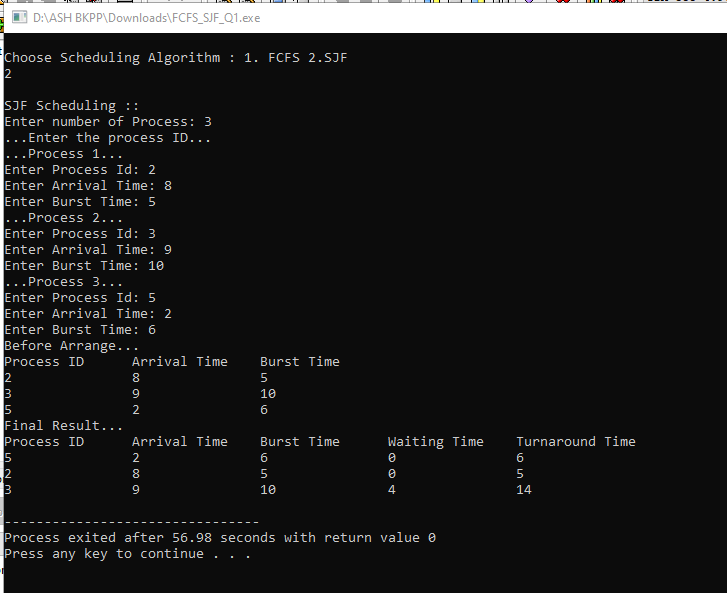 D:\ASH BKPP\Downloads\FCFS_SJF_Q1.exe
Choose Scheduling Algorithm : 1. FCFS 2.SJF
2
SJF Scheduling ::
Enter number of Process: 3
...Enter the process ID...
...Process 1...
Enter Process Id: 2
Enter Arrival Time: 8
Enter Burst Time: 5
...Process 2...
Enter Process Id: 3
Enter Arrival Time: 9
Enter Burst Time: 10
...Process 3...
Enter Process Id: 5
Enter Arrival Time: 2
Enter Burst Time: 6
Before Arrange...
Process ID Arrival Time Burst Time
2 8 5
3 9 10
5 2 6
Final Result...
Process ID Arrival Time Burst Time Waiting Time Turnaround Time
5 2 6 0 6
2 8 5 0 5
3 9 10 4 14
--------------------------------
Process exited after 56.98 seconds with return value 0
Press any key to continue . . .